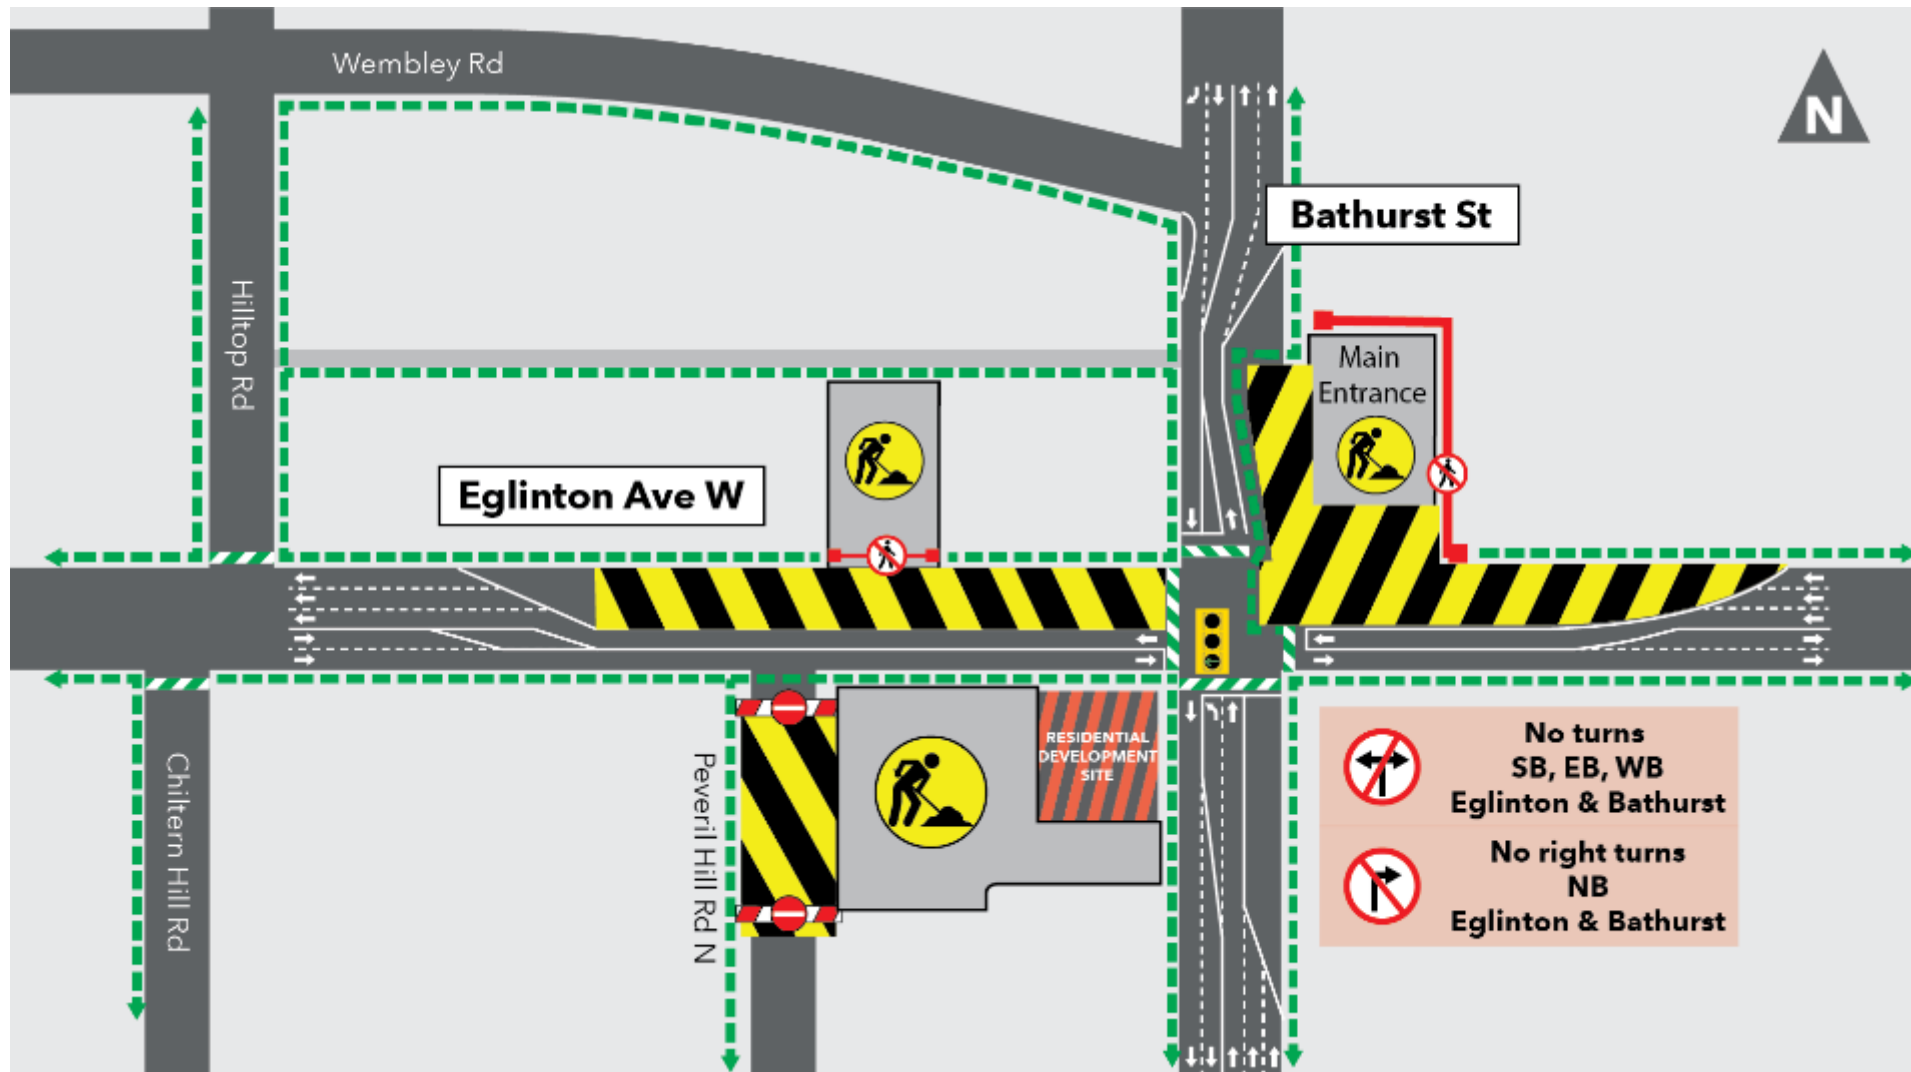 Wembley Rd
N
Bathurst St
Hilltop Rd
Main
Entrance
Eglinton Ave W
RESIDENTIAL
DEVELOPMENT
SITE
Chiltern Hill Rd
Peveril Hill Rd N
No turns
SB, EB, WB
Eglinton & Bathurst
No right turns
NB
Eglinton & Bathurst